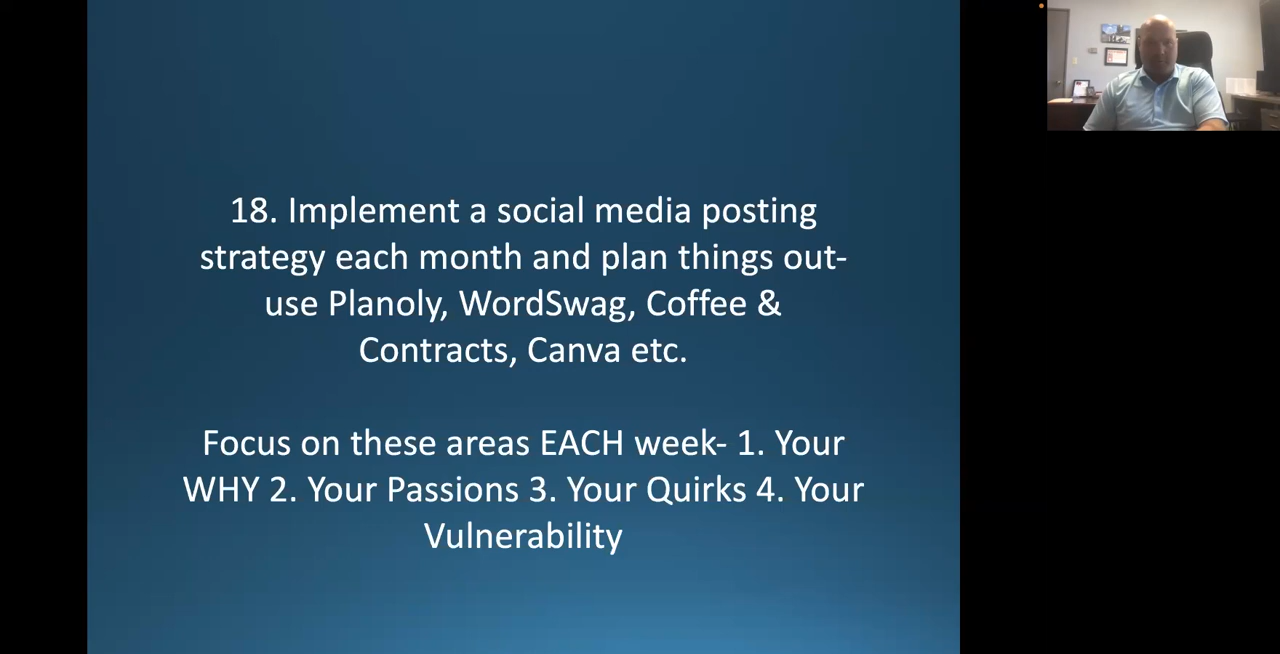 18. Implement a social media posting
strategy each month and plan things out-
use Planoly, WordSwag, Coffee &
Contracts, Canva etc.
Focus on these areas EACH week- 1. Your
WHY 2. Your Passions 3. Your Quirks 4. Your
Vulnerability